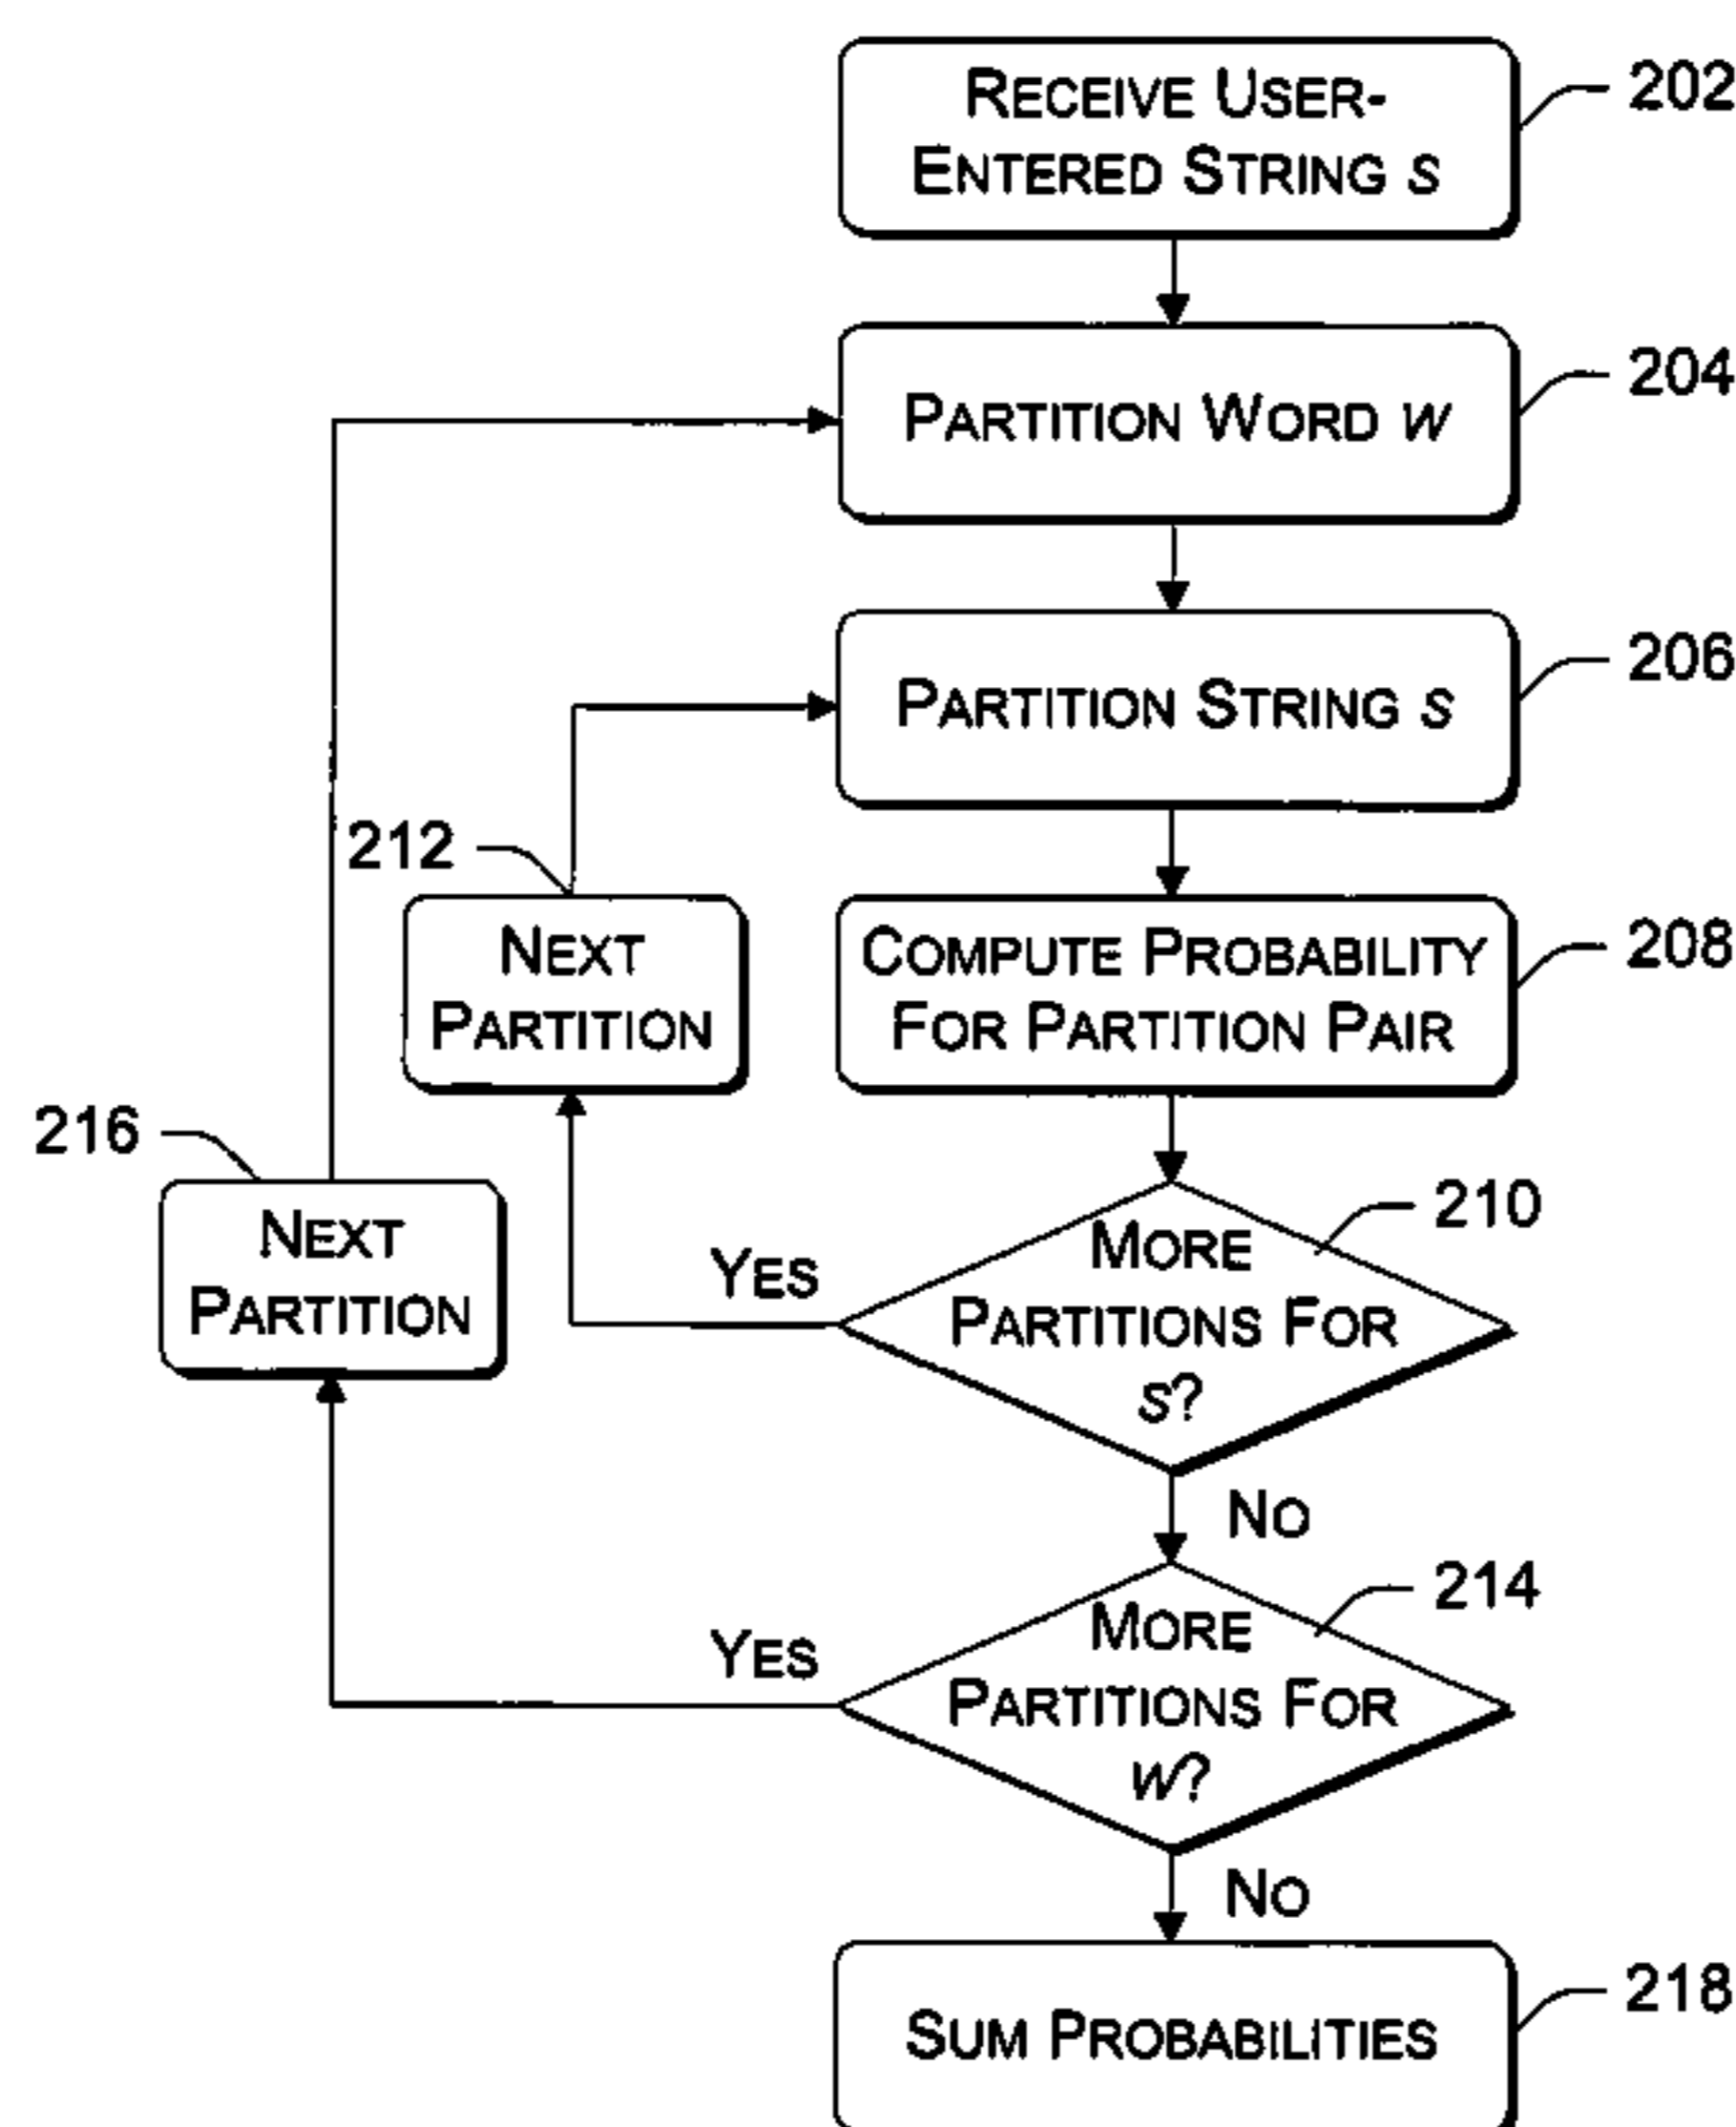 RECEIVE USER-
ENTERED STRING s
202
PARTITION WORD w
204
PARTITION STRING s
206
212
NEXT
PARTITION
COMPUTE PROBABILITY
FOR PARTITION PAIR
208
216
NEXT
PARTITION
YES
MORE
PARTITIONS FOR
s?
210
NO
YES
MORE
PARTITIONS FOR
w?
214
NO
SUM PROBABILITIES
218